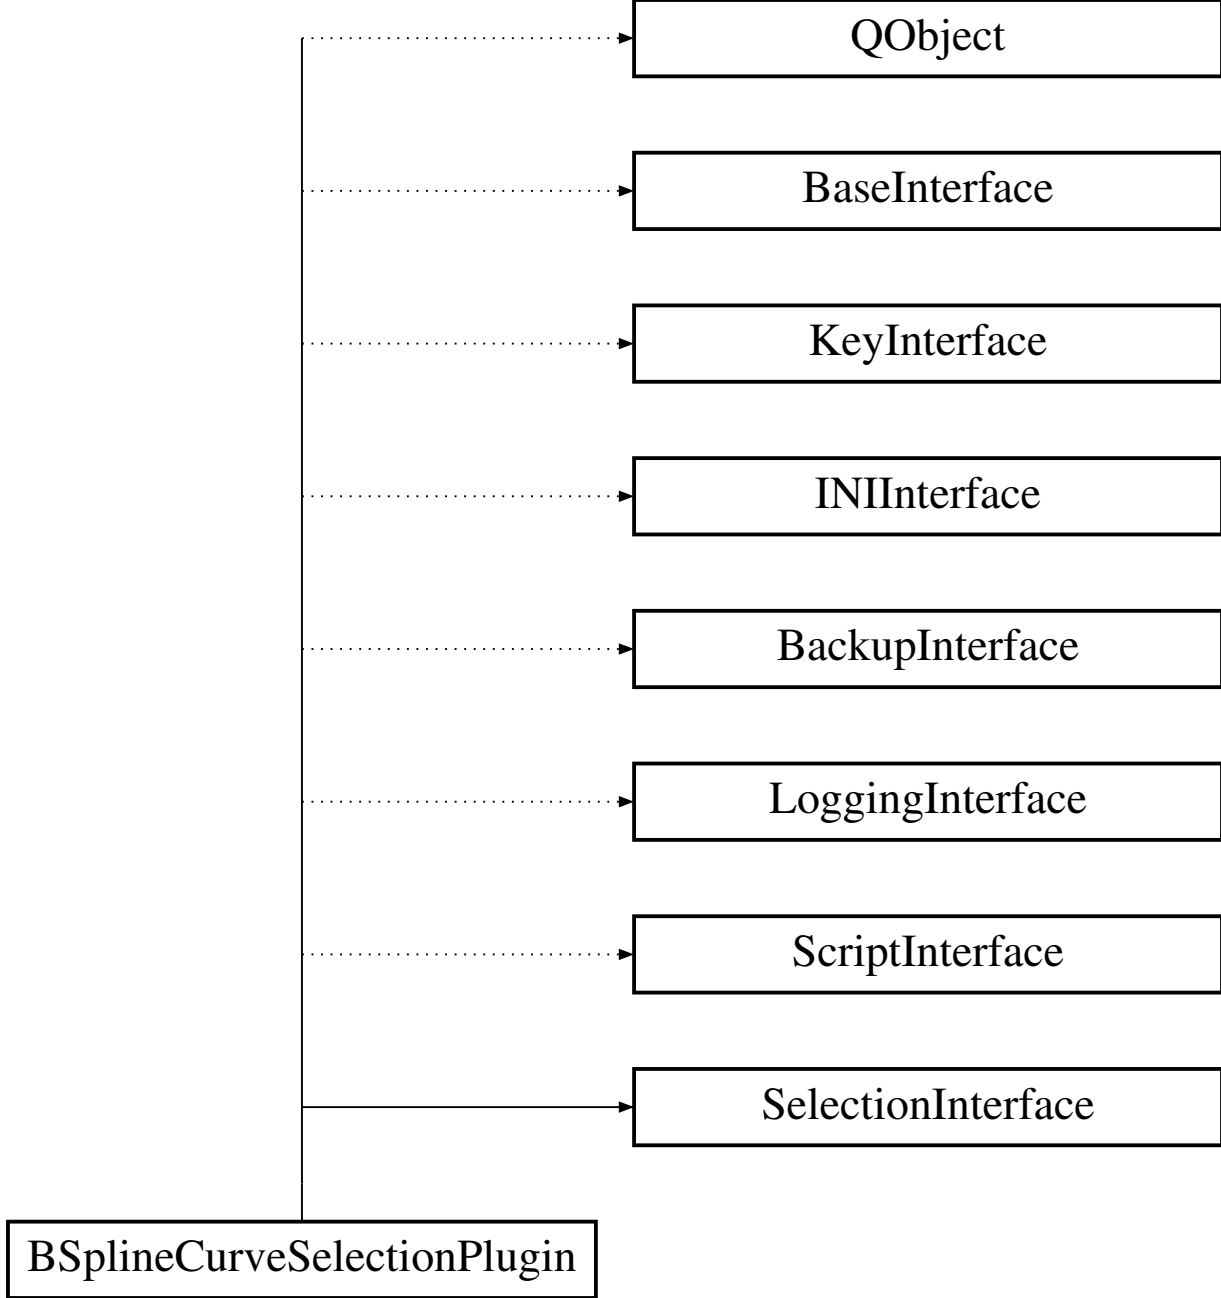 QObject
BaseInterface
KeyInterface
INIInterface
BackupInterface
LoggingInterface
ScriptInterface
SelectionInterface
BSplineCurveSelectionPlugin